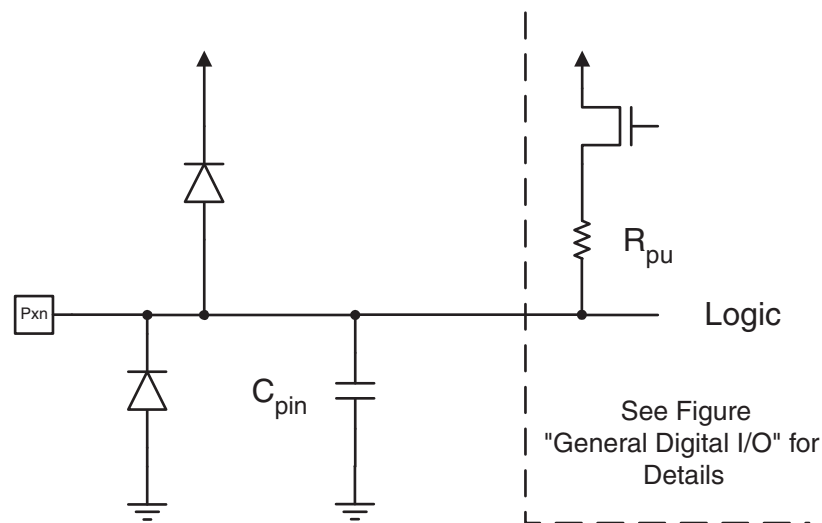 R_pu
Pxn
Logic
C_pin
See Figure
"General Digital I/O" for
Details